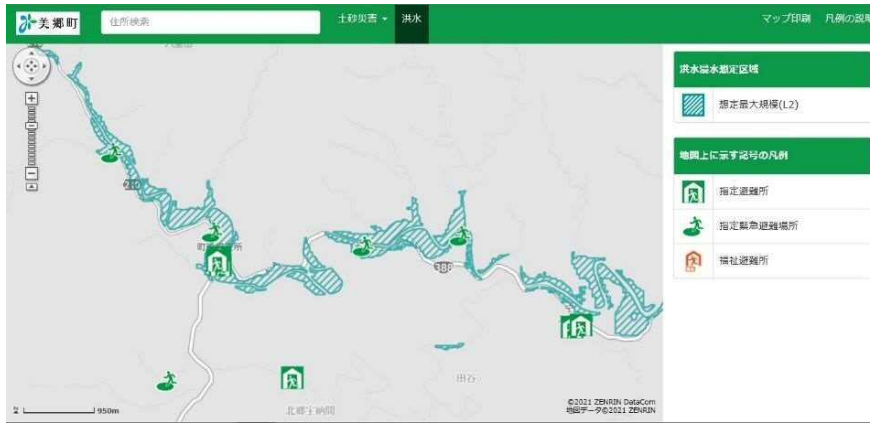 美郷町
住所検索
土砂災害
洪水
マップ印刷
凡例の説明
洪水浸水想定区域
想定最大規模(L2)
地図上に示す記号の凡例
指定避難所
指定緊急避難場所
福祉避難所
388
田谷
950m
©2021 ZENRIN DataCom
地図データ©2021 ZENRIN